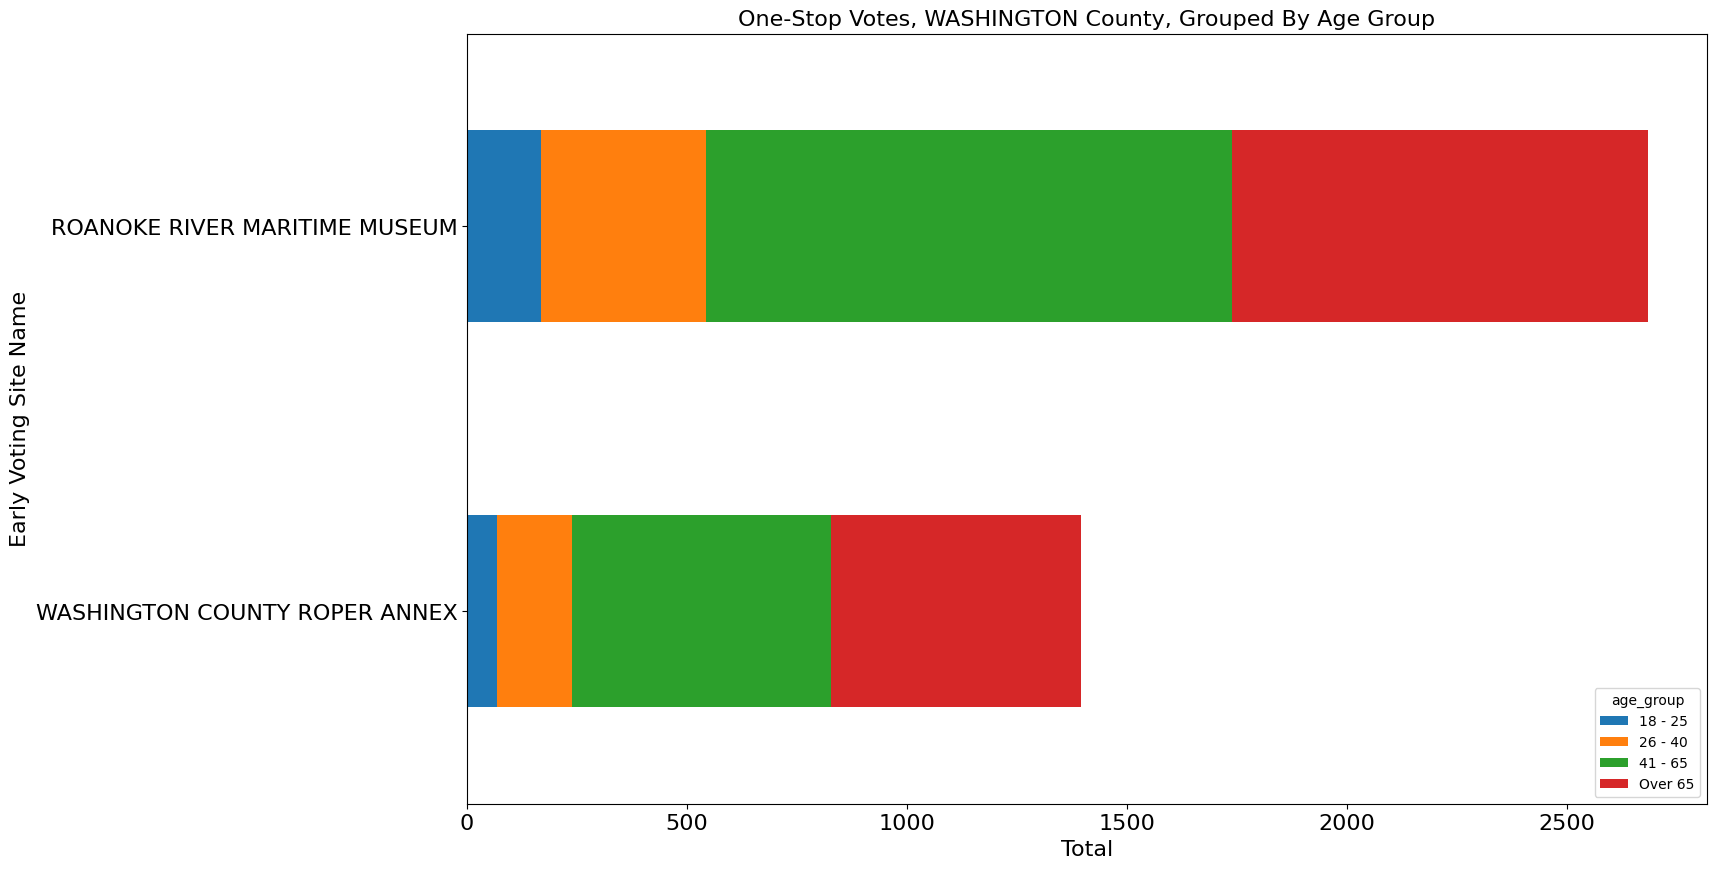 One-Stop Votes, WASHINGTON County, Grouped By Age Group
Early Voting Site Name
ROANOKE RIVER MARITIME MUSEUM
WASHINGTON COUNTY ROPER ANNEX
age_group
18 - 25
26 - 40
41 - 65
Over 65
0 500 1000 1500 2000 2500
Total